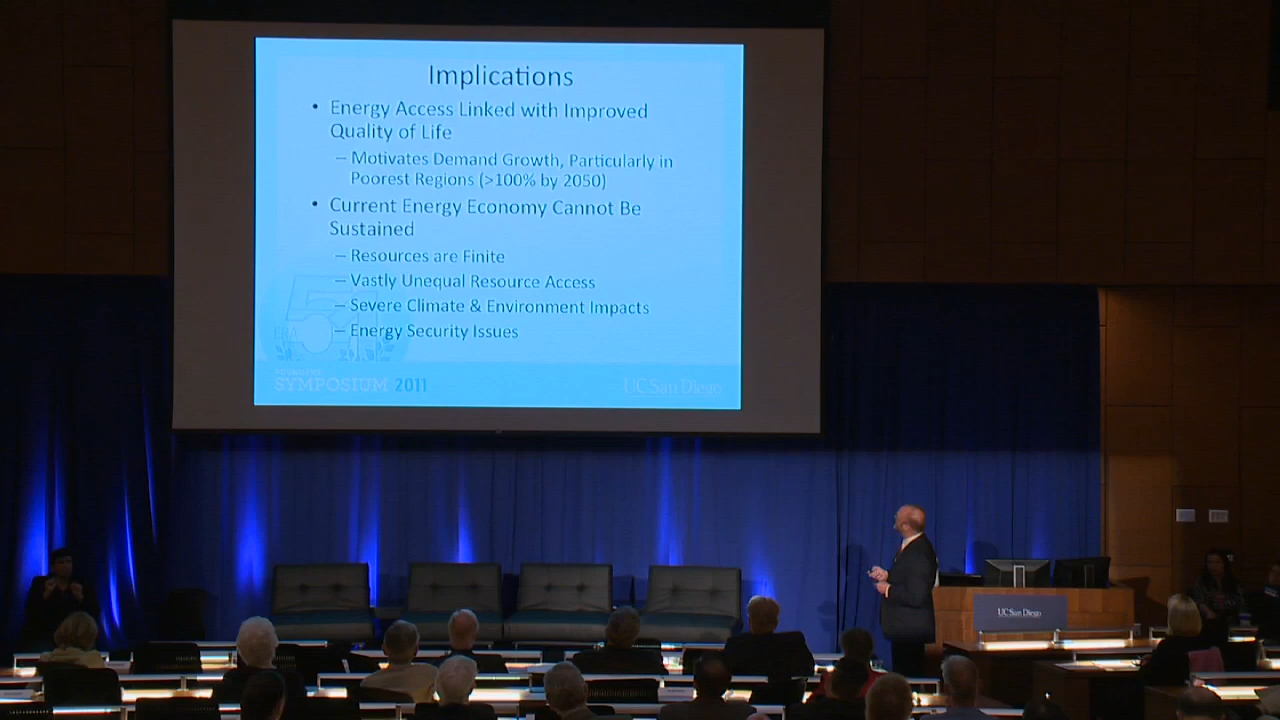 Implications
• Energy Access Linked with Improved
Quality of Life
– Motivates Demand Growth, Particularly in
Poorest Regions (>100% by 2050)
• Current Energy Economy Cannot Be
Sustained
– Resources are Finite
– Vastly Unequal Resource Access
– Severe Climate & Environment Impacts
– Energy Security Issues
FOUNDERS'
SYMPOSIUM 2011
UC San Diego
UC San Diego